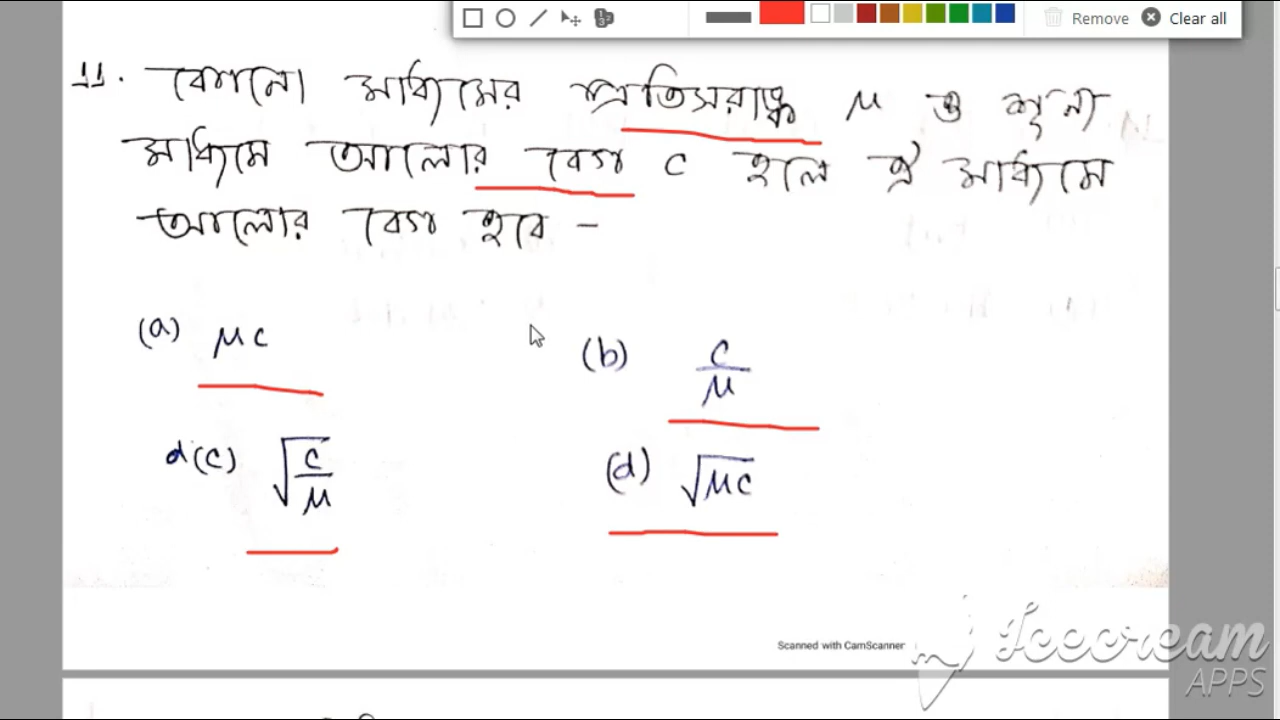 Remove Clear all
11. কোনো মাধ্যমের প্রতিসরাঙ্ক μ ও শূন্য
মাধ্যমে আলোর বেগ c হলে ঐ মাধ্যমে
আলোর বেগ হবে –
(a) μc
(b) c/μ
d(c) √(c/μ)
(d) √μc
Scanned with CamScanner
Icecream
APPS